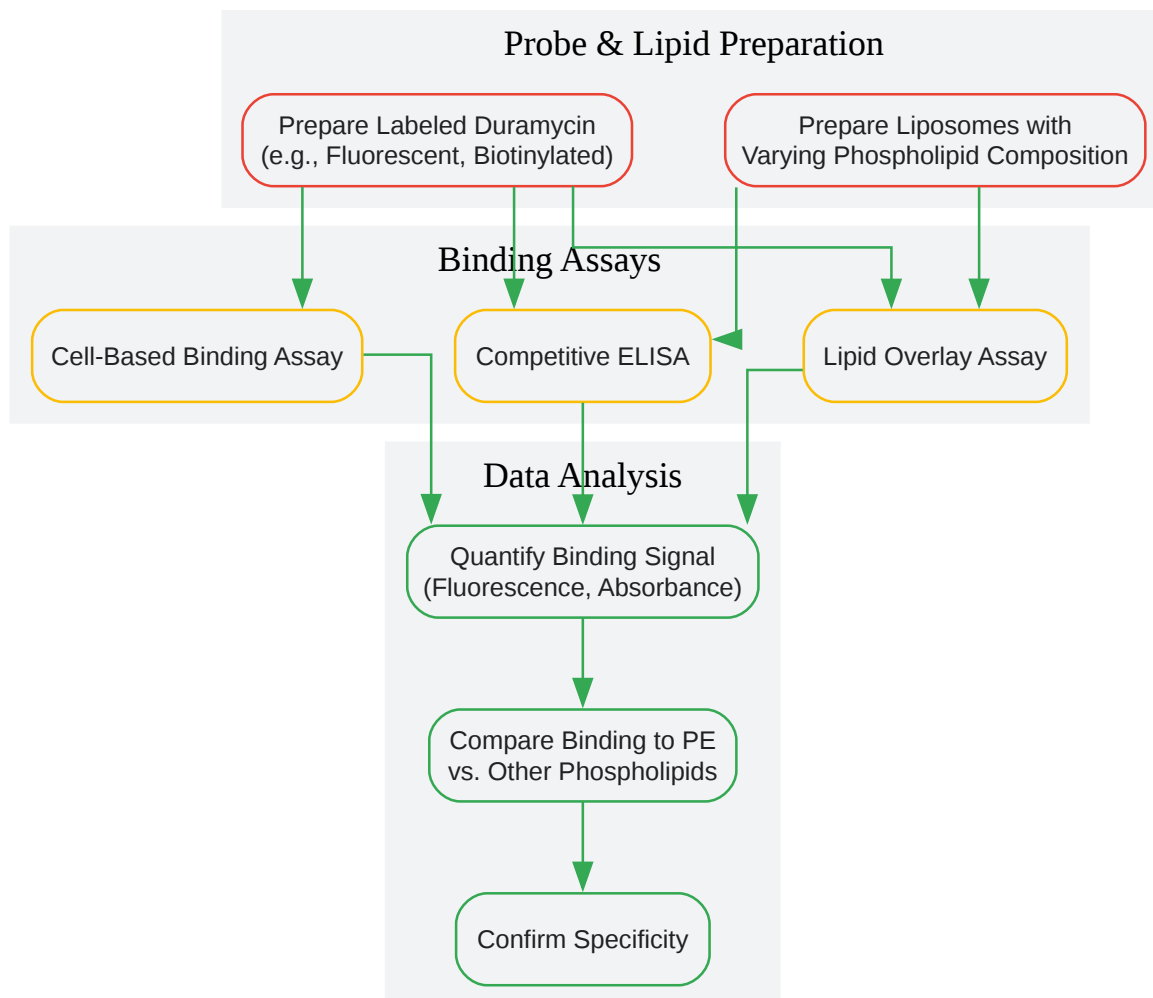 Probe & Lipid Preparation
Prepare Labeled Duramycin
(e.g., Fluorescent, Biotinylated)
Prepare Liposomes with
Varying Phospholipid Composition
Binding Assays
Cell-Based Binding Assay
Competitive ELISA
Lipid Overlay Assay
Data Analysis
Quantify Binding Signal
(Fluorescence, Absorbance)
Compare Binding to PE
vs. Other Phospholipids
Confirm Specificity